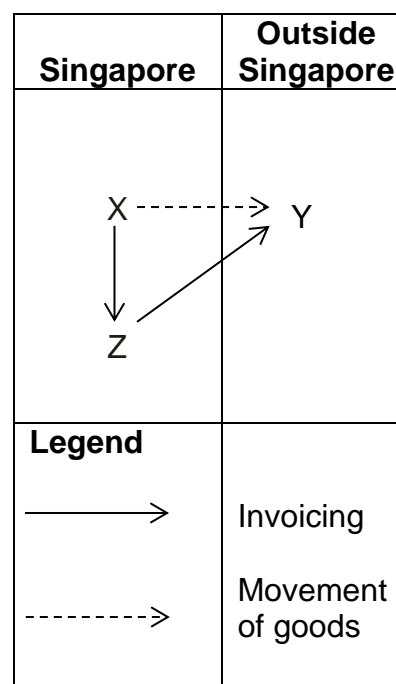 Singapore
Outside
Singapore
X
Y
Z
Legend
Invoicing
Movement
of goods